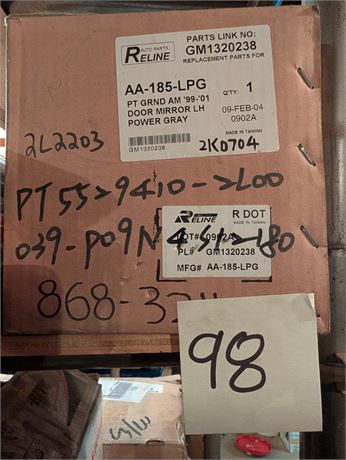 AUTO PARTS
RELINE
PARTS LINK NO:
GM1320238
REPLACEMENT PARTS FOR
AA-185-LPG
PT GRND AM '99-'01
DOOR MIRROR LH
POWER GRAY
Q'TY: 1
09-FEB-04
0902A
MADE IN TAIWAN
GM1320238
2K0704
2L2203
PT55>9410-2L00
RELINE
R DOT
MADE IN TAIWAN
0902A
PL# GM1320238
MFG# AA-185-LPG
868-
98